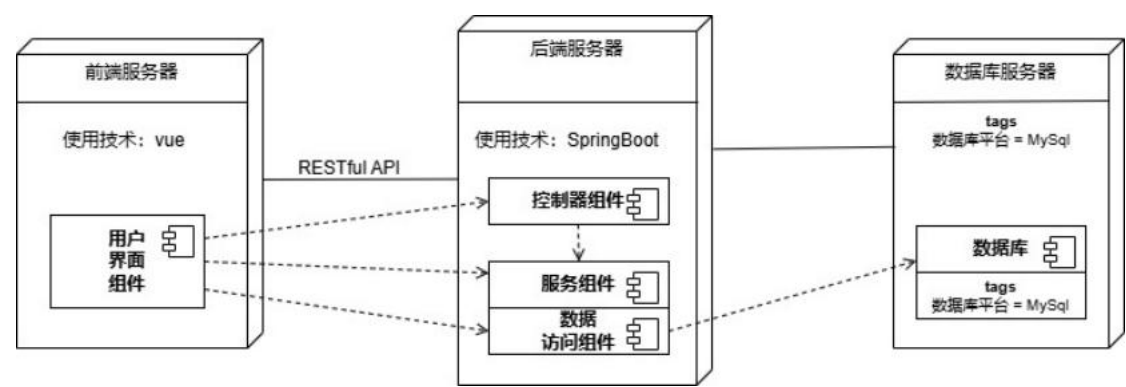 前端服务器
使用技术：vue
用户
界面
组件
RESTful API
后端服务器
使用技术：SpringBoot
控制器组件
服务组件
数据
访问组件
数据库服务器
tags
数据库平台 = MySql
数据库
tags
数据库平台 = MySql